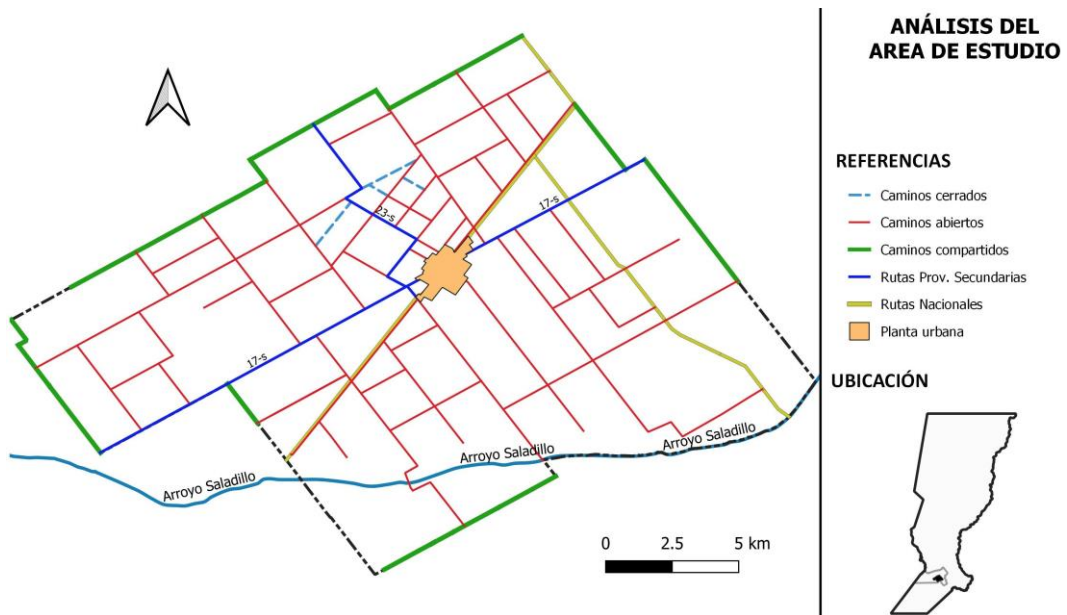 ANÁLISIS DEL
AREA DE ESTUDIO
REFERENCIAS
Caminos cerrados
Caminos abiertos
Caminos compartidos
Rutas Prov. Secundarias
Rutas Nacionales
Planta urbana
UBICACIÓN
23-s
17-s
17-s
Arroyo Saladillo
Arroyo Saladillo
Arroyo Saladillo
0 2.5 5 km